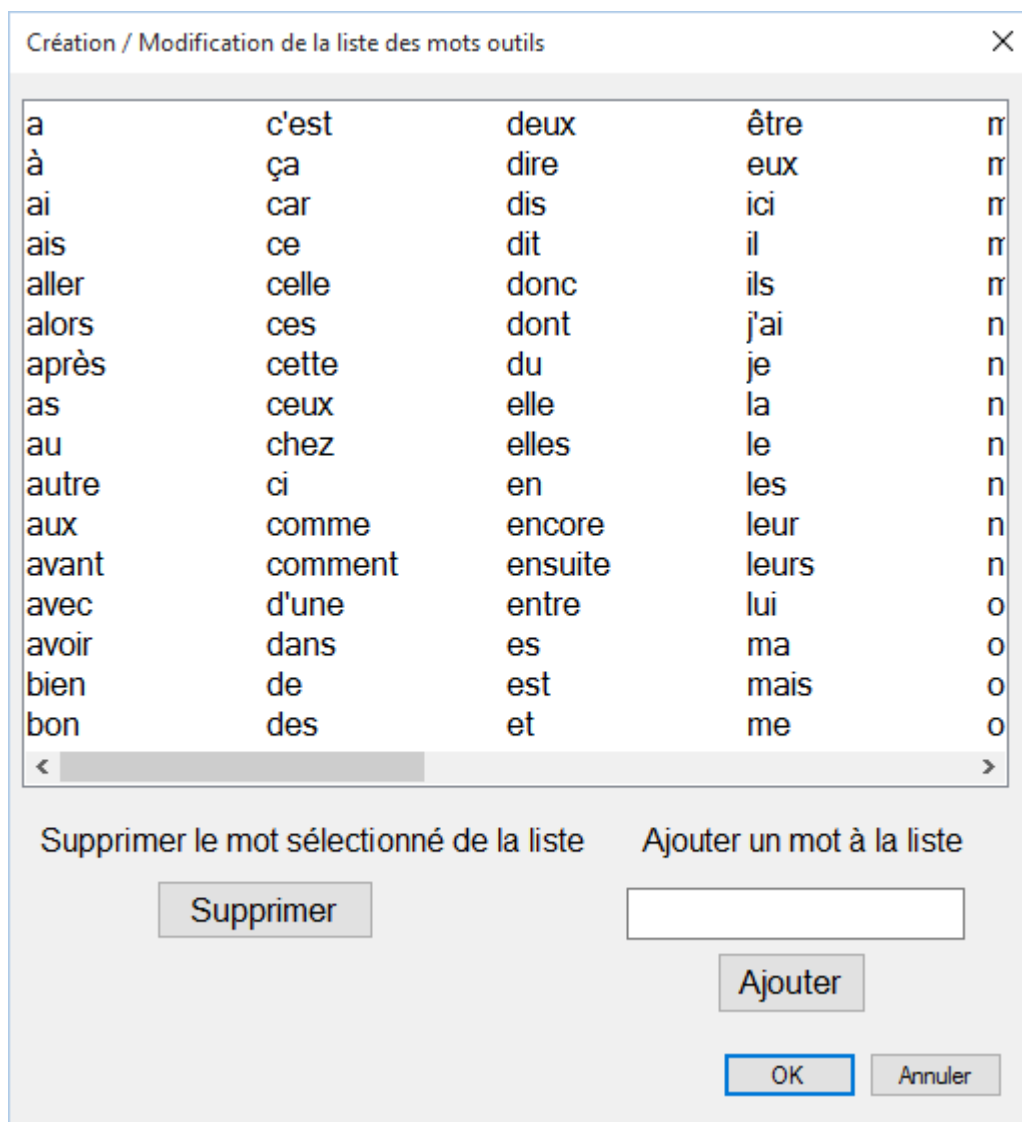 Création / Modification de la liste des mots outils
a c'est deux être
à ça dire eux
ai car dis ici
ais ce dit il
aller celle donc ils
alors ces dont j'ai
après cette du je
as ceux elle la
au chez elles le
autre ci en les
aux comme encore leur
avant comment ensuite leurs
avec d'une entre lui
avoir dans es ma
bien de est mais
bon des et me
Supprimer le mot sélectionné de la liste Ajouter un mot à la liste
Supprimer
Ajouter
OK Annuler